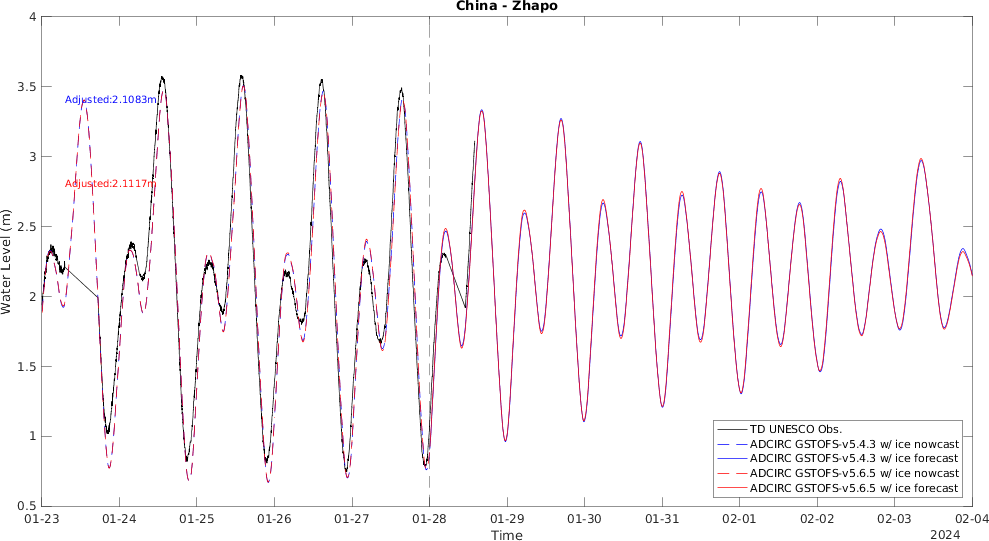 China - Zhapo
4
3.5
3
2.5
2
1.5
1
0.5
Water Level (m)
Adjusted:2.1083m
Adjusted:2.1117m
TD UNESCO Obs.
ADCIRC GSTOFS-v5.4.3 w/ ice nowcast
ADCIRC GSTOFS-v5.4.3 w/ ice forecast
ADCIRC GSTOFS-v5.6.5 w/ ice nowcast
ADCIRC GSTOFS-v5.6.5 w/ ice forecast
01-23 01-24 01-25 01-26 01-27 01-28 01-29 01-30 01-31 02-01 02-02 02-03 02-04
Time
2024